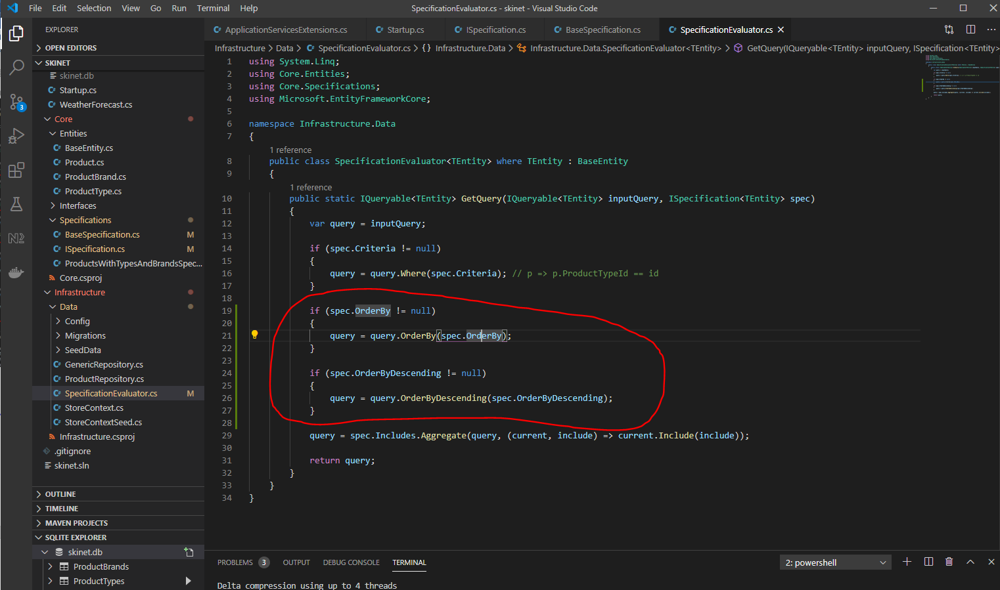 File Edit Selection View Go Run Terminal Help SpecificationEvaluator.cs - skinet - Visual Studio Code
EXPLORER
ApplicationServicesExtensions.cs Startup.cs ISpecification.cs BaseSpecification.cs SpecificationEvaluator.cs
Infrastructure > Data > SpecificationEvaluator.cs > {} Infrastructure.Data > Infrastructure.Data.SpecificationEvaluator<TEntity> > GetQuery(IQueryable<TEntity> inputQuery, ISpecification<TEntity>
OPEN EDITORS
SKINET
skinet.db
Startup.cs
WeatherForecast.cs
Core
Entities
BaseEntity.cs
Product.cs
ProductBrand.cs
ProductType.cs
Interfaces
Specifications
BaseSpecification.cs M
ISpecification.cs M
ProductsWithTypesAndBrandsSpec...
Core.csproj
Infrastructure
Data
Config
Migrations
SeedData
GenericRepository.cs
ProductRepository.cs
SpecificationEvaluator.cs M
StoreContext.cs
StoreContextSeed.cs
Infrastructure.csproj
.gitignore
skinet.sln
OUTLINE
TIMELINE
MAVEN PROJECTS
SQLITE EXPLORER
skinet.db
ProductBrands
ProductTypes
3
1 using System.Linq;
2 using Core.Entities;
3 using Core.Specifications;
4 using Microsoft.EntityFrameworkCore;
5
6 namespace Infrastructure.Data
7 {
1 reference
8 public class SpecificationEvaluator<TEntity> where TEntity : BaseEntity
9 {
1 reference
10 public static IQueryable<TEntity> GetQuery(IQueryable<TEntity> inputQuery, ISpecification<TEntity> spec)
11 {
12 var query = inputQuery;
13
14 if (spec.Criteria != null)
15 {
16 query = query.Where(spec.Criteria); // p => p.ProductTypeId == id
17 }
18
19 if (spec.OrderBy != null)
20 {
21 query = query.OrderBy(spec.OrderBy);
22 }
23
24 if (spec.OrderByDescending != null)
25 {
26 query = query.OrderByDescending(spec.OrderByDescending);
27 }
28
29 query = spec.Includes.Aggregate(query, (current, include) => current.Include(include));
30
31 return query;
32 }
33 }
34 }
PROBLEMS 3 OUTPUT DEBUG CONSOLE TERMINAL 2: powershell
Delta compression using up to 4 threads